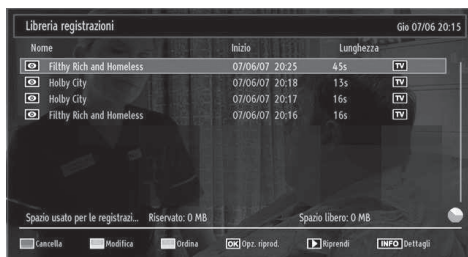 Libreria registrazioni Gio 07/06 20:15
Nome Inizio Lunghezza
Filthy Rich and Homeless 07/06/07 20:25 45s TV
Holby City 07/06/07 20:18 13s TV
Holby City 07/06/07 20:17 16s TV
Filthy Rich and Homeless 07/06/07 20:16 16s TV
Spazio usato per le registrazi... Riservato: 0 MB Spazio libero: 0 MB
Cancella Modifica Ordina OK Opz. riprod. Riprendi INFO Dettagli